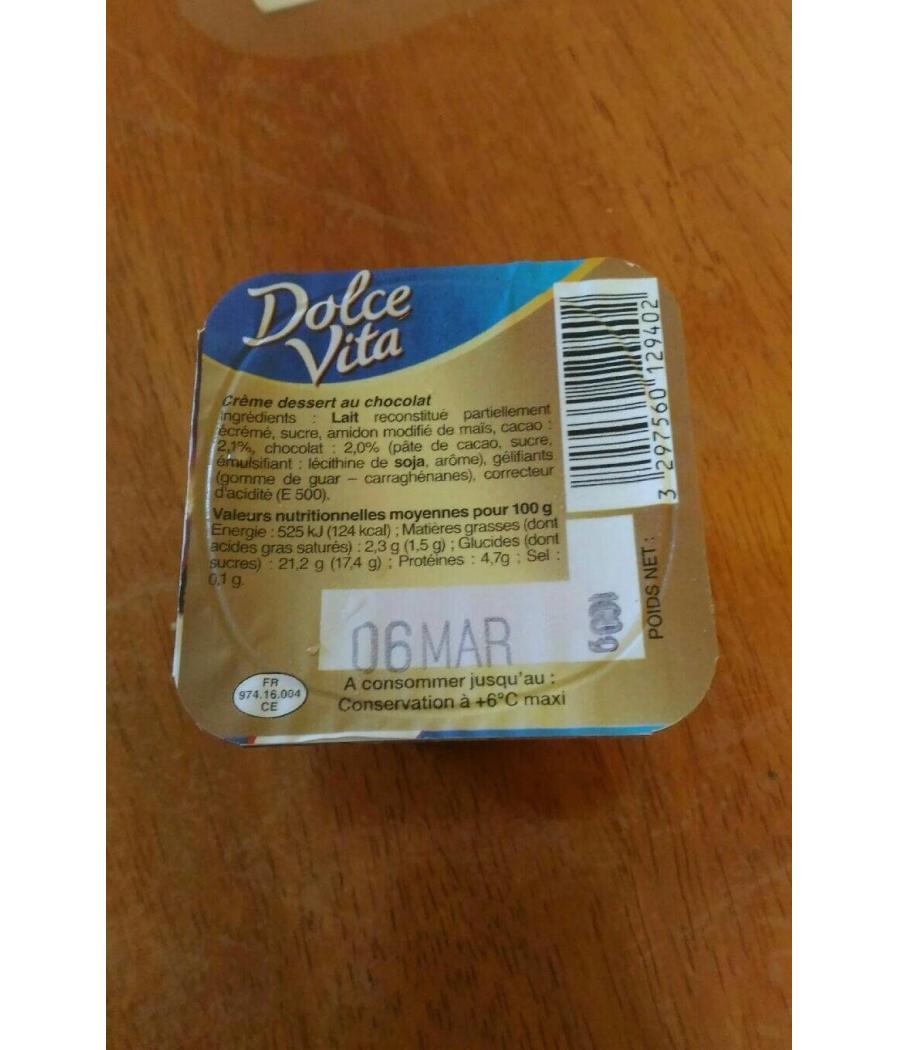 Dolce
Vita
Crème dessert au chocolat
Ingrédients : Lait reconstitué partiellement
écrémé, sucre, amidon modifié de maïs, cacao :
2,1%, chocolat : 2,0% (pâte de cacao, sucre,
émulsifiant : lécithine de soja, arôme), gélifiants
(gomme de guar – carraghénanes), correcteur
d'acidité (E 500).
Valeurs nutritionnelles moyennes pour 100 g
Energie : 525 kJ (124 kcal) ; Matières grasses (dont
acides gras saturés) : 2,3 g (1,5 g) ; Glucides (dont
sucres) : 21,2 g (17,4 g) ; Protéines : 4,7g ; Sel :
0,1 g.
06 MAR
A consommer jusqu'au :
Conservation à +6°C maxi
FR
974.16.004
CE
3 297560 129402
POIDS NET :